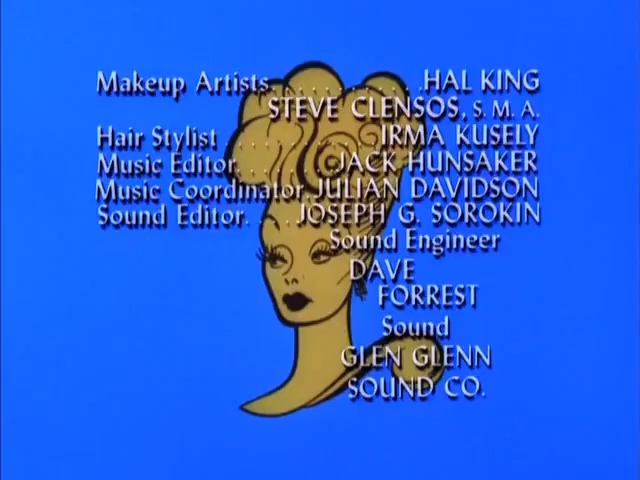 Makeup Artists. . . . . . . . . . .HAL KING
STEVE CLENSOS, S. M. A.
Hair Stylist . . . . . . . . . IRMA KUSELY
Music Editor. . . . . . . JACK HUNSAKER
Music Coordinator JULIAN DAVIDSON
Sound Editor. . . . .JOSEPH G. SOROKIN
Sound Engineer
DAVE
FORREST
Sound
GLEN GLENN
SOUND CO.